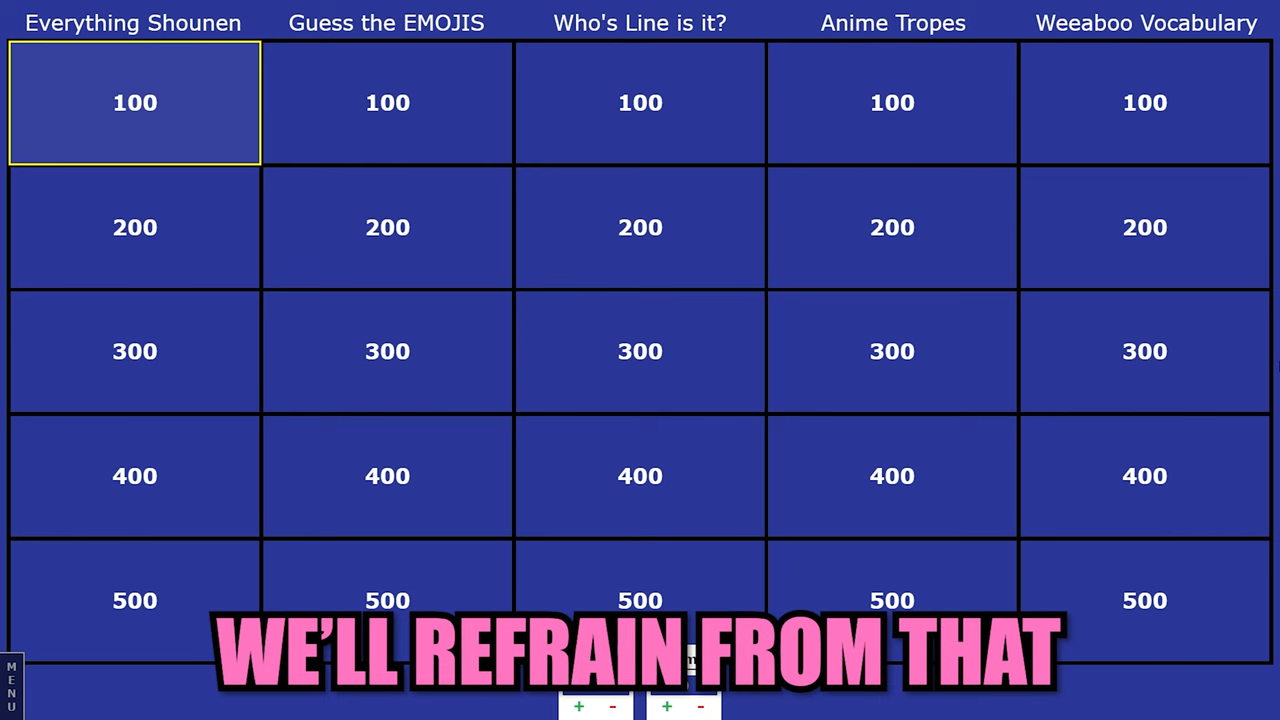 Everything Shounen Guess the EMOJIS Who's Line is it? Anime Tropes Weeaboo Vocabulary
100 100 100 100 100
200 200 200 200 200
300 300 300 300 300
400 400 400 400 400
500 500 500 500 500
WE'LL REFRAIN FROM THAT
MENU
+ - + -